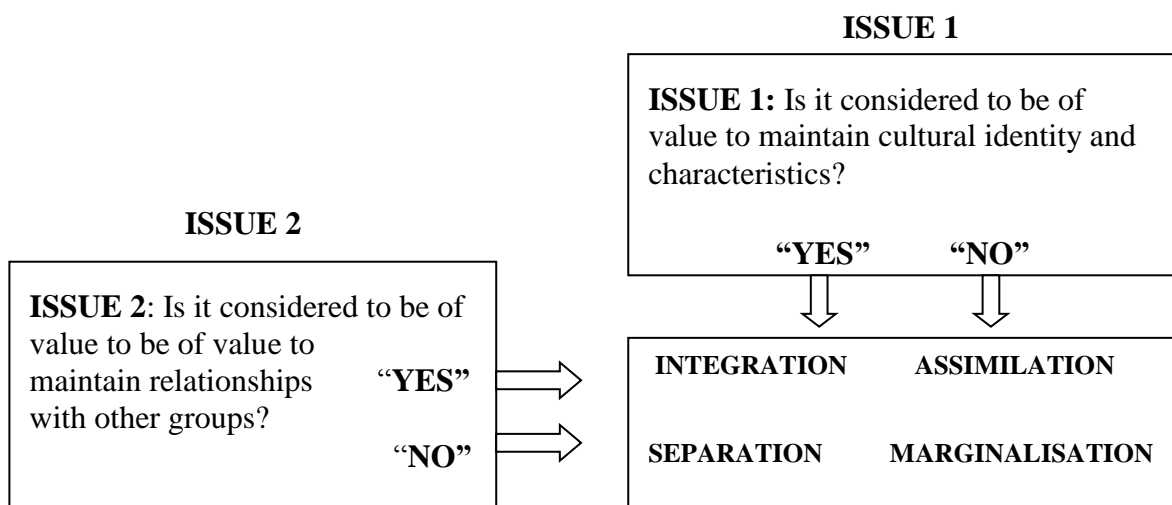 ISSUE 1
ISSUE 1: Is it considered to be of
value to maintain cultural identity and
characteristics?
“YES” “NO”
ISSUE 2
ISSUE 2: Is it considered to be of
value to be of value to
maintain relationships “YES”
with other groups?
“NO”
INTEGRATION ASSIMILATION
SEPARATION MARGINALISATION